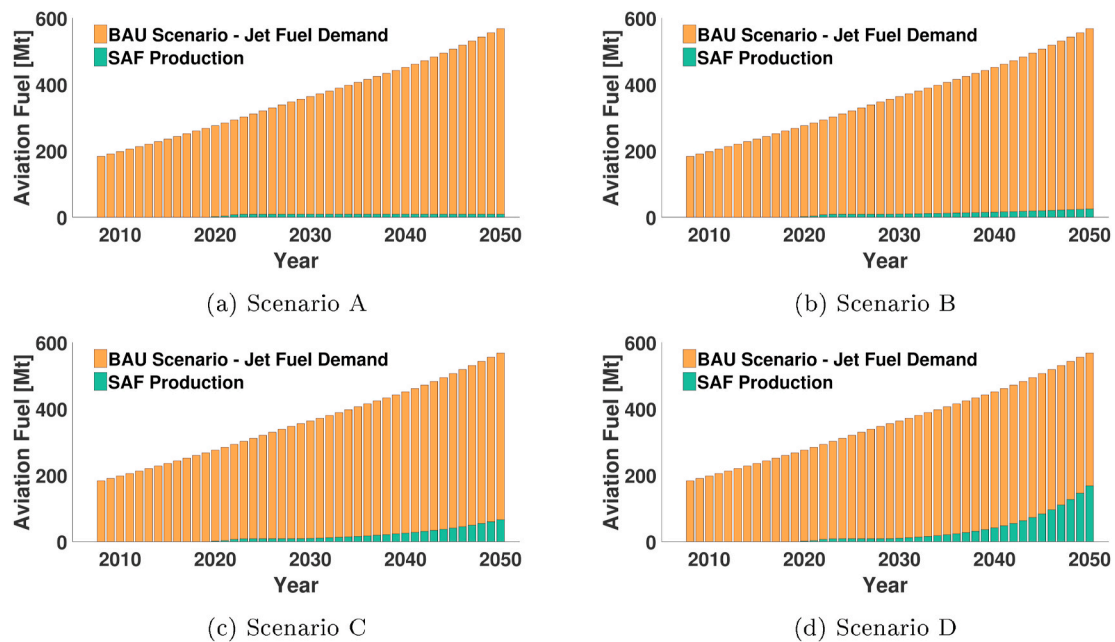 600
400
200
0
Aviation Fuel [Mt]
BAU Scenario - Jet Fuel Demand
SAF Production
2010 2020 2030 2040 2050
Year
(a) Scenario A
600
400
200
0
Aviation Fuel [Mt]
BAU Scenario - Jet Fuel Demand
SAF Production
2010 2020 2030 2040 2050
Year
(b) Scenario B
600
400
200
0
Aviation Fuel [Mt]
BAU Scenario - Jet Fuel Demand
SAF Production
2010 2020 2030 2040 2050
Year
(c) Scenario C
600
400
200
0
Aviation Fuel [Mt]
BAU Scenario - Jet Fuel Demand
SAF Production
2010 2020 2030 2040 2050
Year
(d) Scenario D